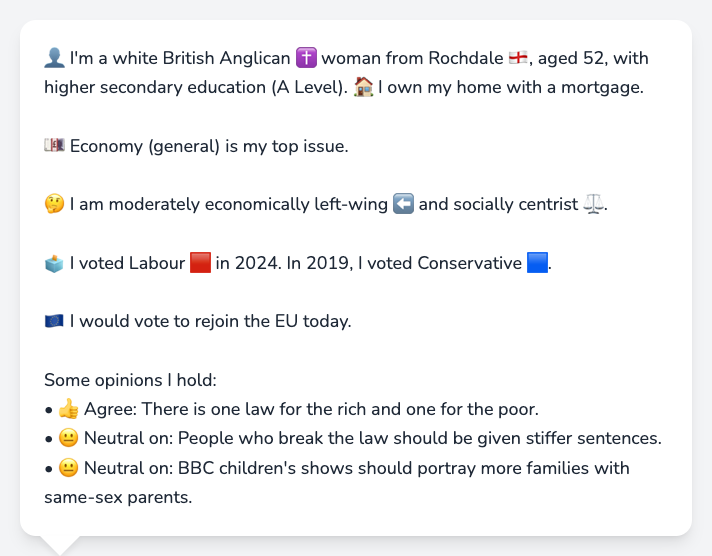 👤 I'm a white British Anglican ✝️ woman from Rochdale 🏴󠁧󠁢󠁥󠁮󠁧󠁿, aged 52, with
higher secondary education (A Level). 🏠 I own my home with a mortgage.
💷 Economy (general) is my top issue.
🤔 I am moderately economically left-wing ⬅️ and socially centrist ⚖️.
🗳️ I voted Labour 🟥 in 2024. In 2019, I voted Conservative 🟦.
🇪🇺 I would vote to rejoin the EU today.
Some opinions I hold:
• 👍 Agree: There is one law for the rich and one for the poor.
• 😐 Neutral on: People who break the law should be given stiffer sentences.
• 😐 Neutral on: BBC children's shows should portray more families with
same-sex parents.